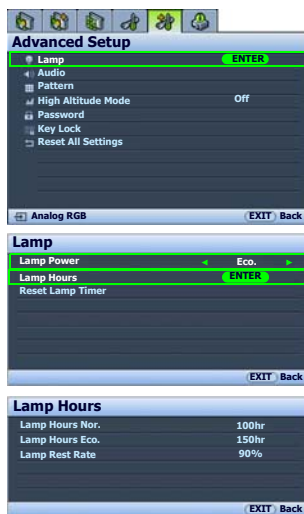 Advanced Setup
Lamp ENTER
Audio
Pattern
High Altitude Mode Off
Password
Key Lock
Reset All Settings
Analog RGB EXIT Back
Lamp
Lamp Power Eco.
Lamp Hours ENTER
Reset Lamp Timer
EXIT Back
Lamp Hours
Lamp Hours Nor. 100hr
Lamp Hours Eco. 150hr
Lamp Rest Rate 90%
EXIT Back